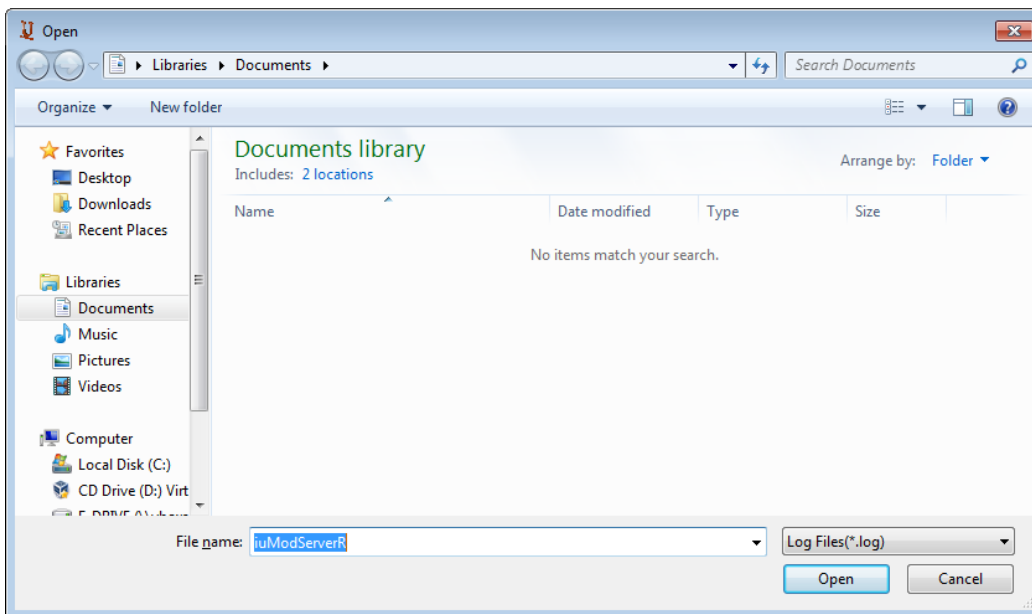 Open
Libraries Documents
Search Documents
Organize New folder
Favorites
Desktop
Downloads
Recent Places
Libraries
Documents
Music
Pictures
Videos
Computer
Local Disk (C:)
CD Drive (D:) Virt
Documents library
Includes: 2 locations
Arrange by: Folder
Name Date modified Type Size
No items match your search.
File name: iuModServerR
Log Files(*.log)
Open Cancel